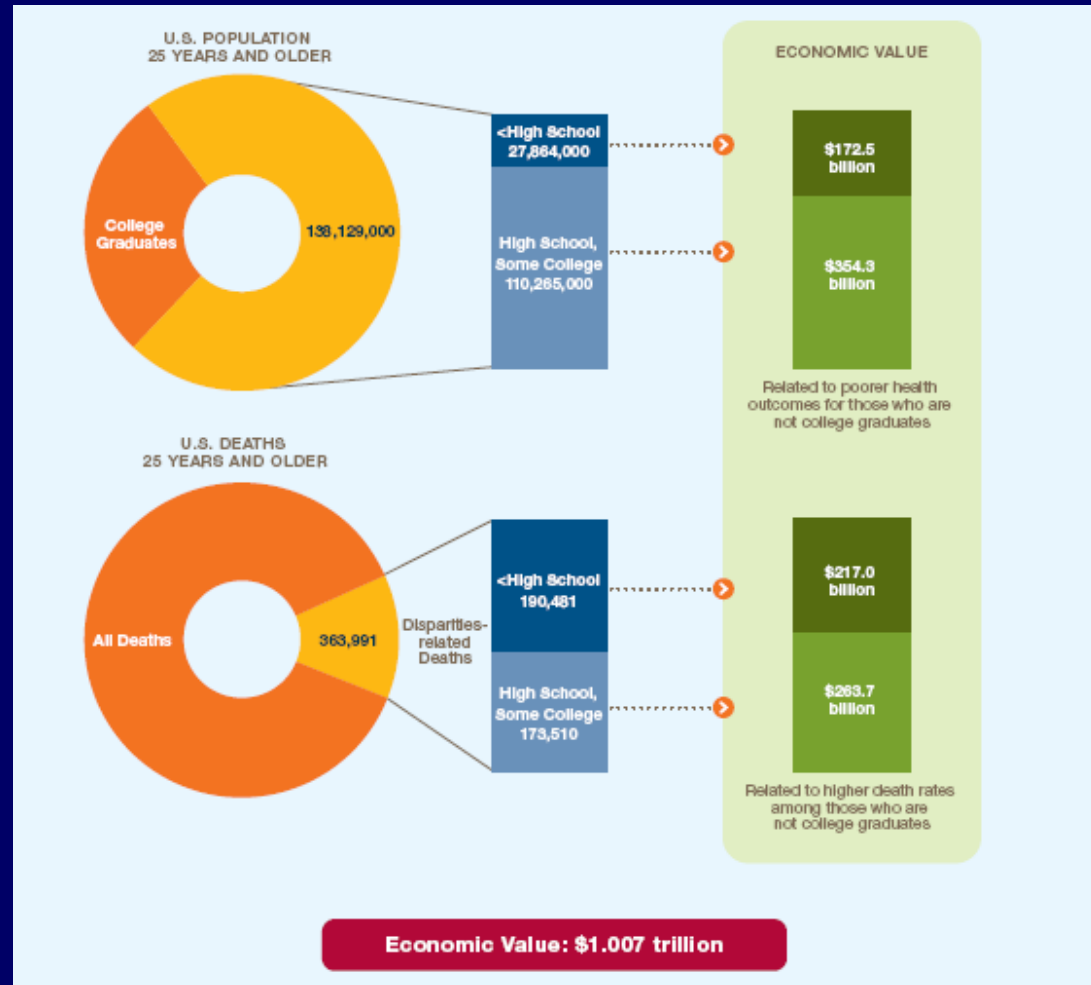 U.S. POPULATION
25 YEARS AND OLDER
College
Graduates
138,129,000
<High School
27,864,000
High School,
Some College
110,265,000
ECONOMIC VALUE
$172.5
billion
$354.3
billion
Related to poorer health
outcomes for those who are
not college graduates
U.S. DEATHS
25 YEARS AND OLDER
All Deaths
363,991
Disparities-
related
Deaths
<High School
190,481
High School,
Some College
173,510
$217.0
billion
$263.7
billion
Related to higher death rates
among those who are
not college graduates
Economic Value: $1.007 trillion